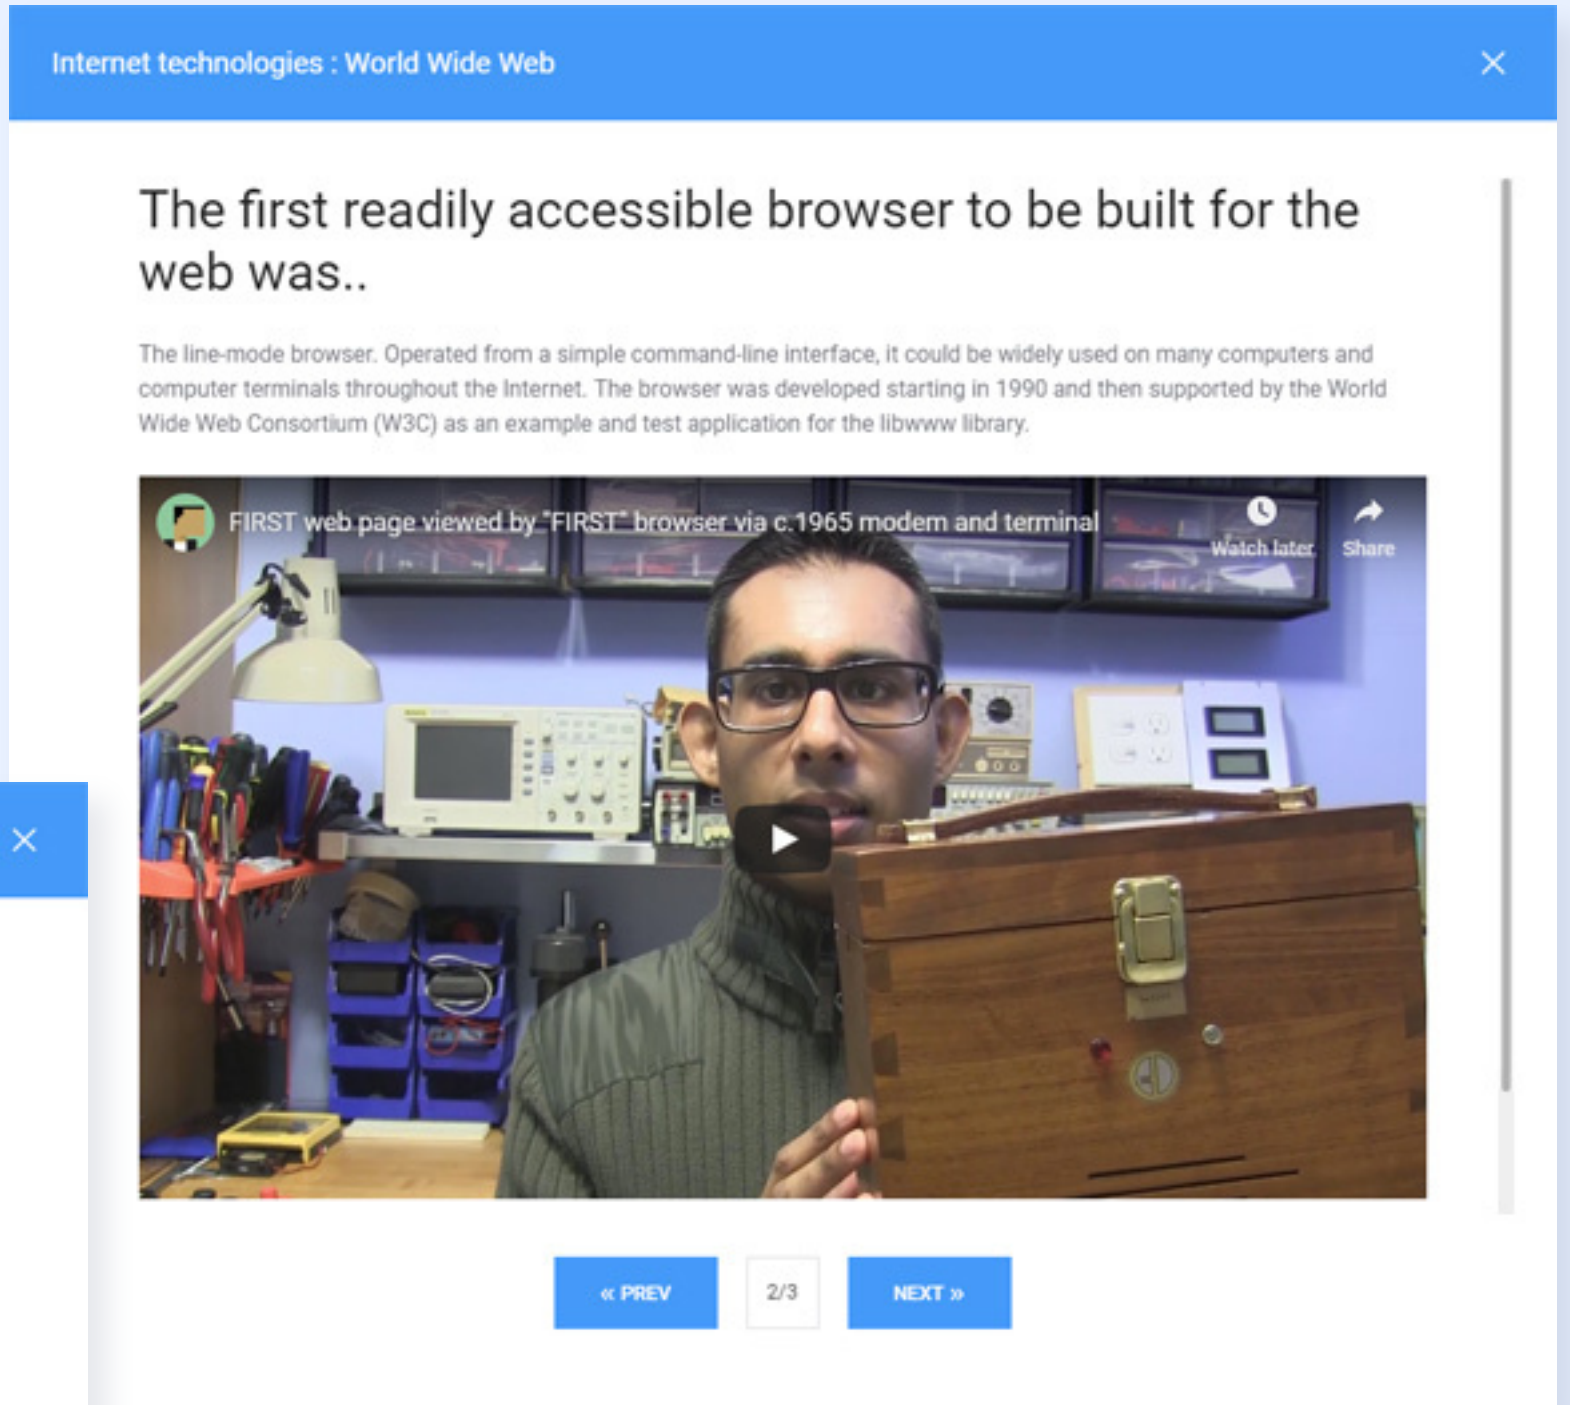 Internet technologies : World Wide Web
The first readily accessible browser to be built for the
web was..
The line-mode browser. Operated from a simple command-line interface, it could be widely used on many computers and
computer terminals throughout the Internet. The browser was developed starting in 1990 and then supported by the World
Wide Web Consortium (W3C) as an example and test application for the libwww library.
FIRST web page viewed by "FIRST" browser via c.1965 modem and terminal
Watch later
Share
« PREV
2/3
NEXT »